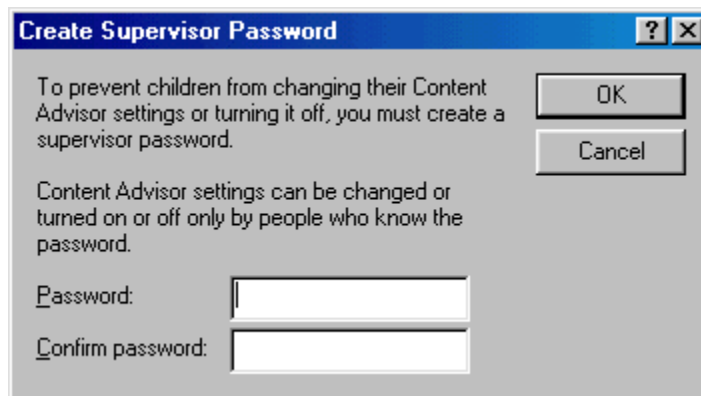 Create Supervisor Password
To prevent children from changing their Content
Advisor settings or turning it off, you must create a
supervisor password.
OK
Cancel
Content Advisor settings can be changed or
turned on or off only by people who know the
password.
Password:
Confirm password: